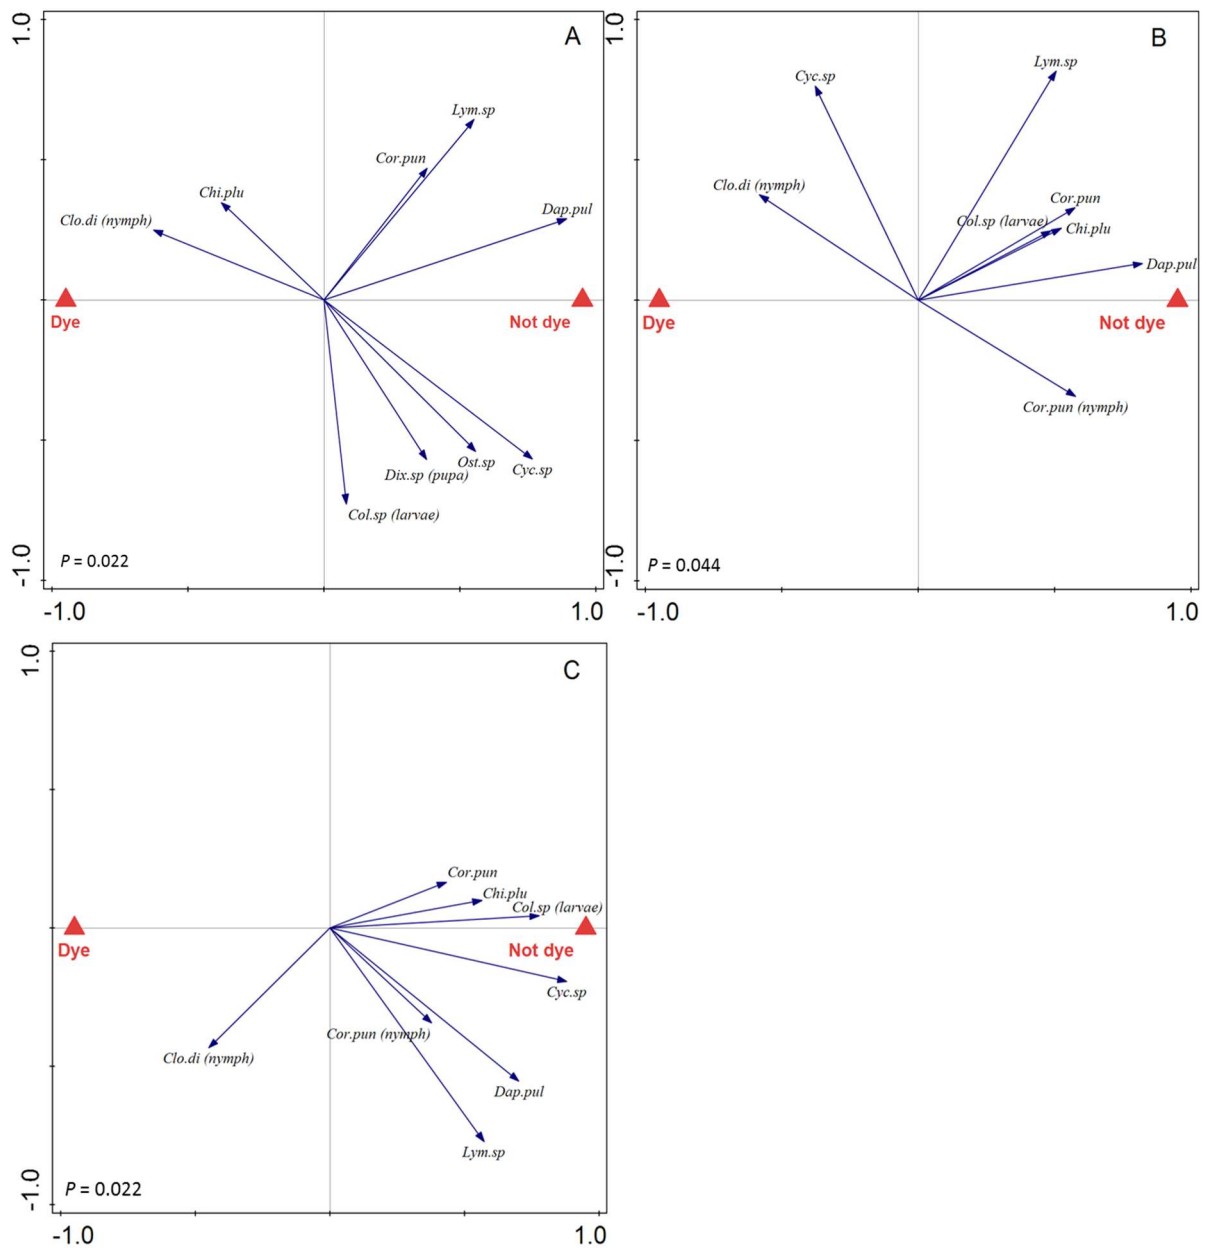 1.0
A
Lym.sp
Cor.pun
Chi.plu
Clo.di (nymph)
Dap.pul
Dye
Not dye
Ost.sp
Cyc.sp
Dix.sp (pupa)
Col.sp (larvae)
P = 0.022
-1.0
-1.0
1.0
1.0
B
Lym.sp
Cyc.sp
Clo.di (nymph)
Cor.pun
Col.sp (larvae)
Chi.plu
Dap.pul
Dye
Not dye
Cor.pun (nymph)
P = 0.044
-1.0
-1.0
1.0
1.0
C
Cor.pun
Chi.plu
Col.sp (larvae)
Dye
Not dye
Cyc.sp
Cor.pun (nymph)
Clo.di (nymph)
Dap.pul
Lym.sp
P = 0.022
-1.0
-1.0
1.0